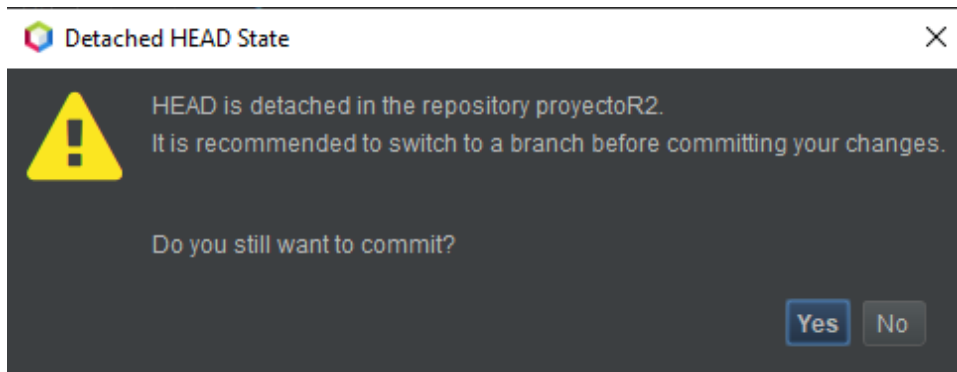 Detached HEAD State
HEAD is detached in the repository proyectoR2.
It is recommended to switch to a branch before committing your changes.
Do you still want to commit?
Yes No